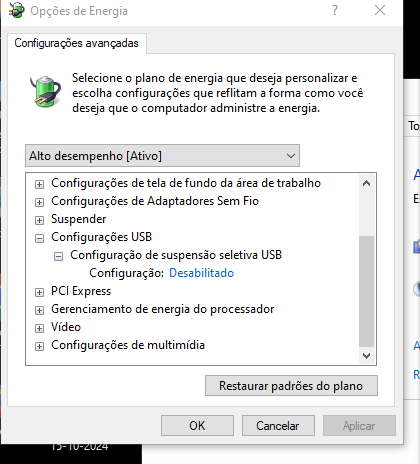 Opções de Energia
Configurações avançadas
Selecione o plano de energia que deseja personalizar e
escolha configurações que reflitam a forma como você
deseja que o computador administre a energia.
Alto desempenho [Ativo]
Configurações de tela de fundo da área de trabalho
Configurações de Adaptadores Sem Fio
Suspender
Configurações USB
Configuração de suspensão seletiva USB
Configuração: Desabilitado
PCI Express
Gerenciamento de energia do processador
Vídeo
Configurações de multimídia
Restaurar padrões do plano
OK
Cancelar
Aplicar
15-10-2024
To